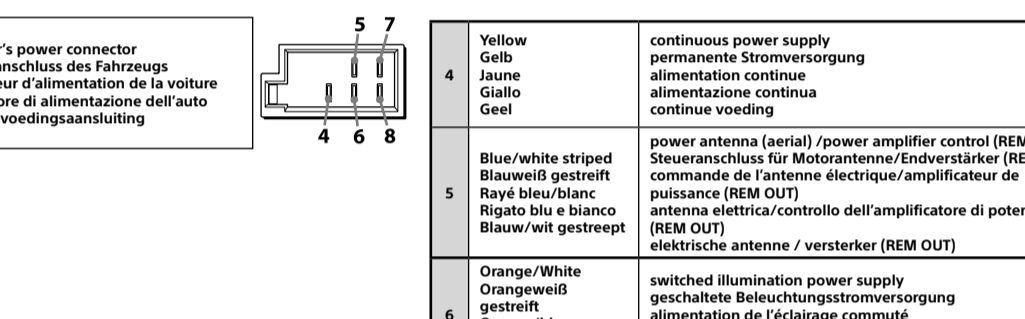 's power connector
anschluss des Fahrzeugs
eur d'alimentation de la voiture
ore di alimentazione dell'auto
voedingsaansluiting
5 7
4 6 8
4
Yellow
Gelb
Jaune
Giallo
Geel
continuous power supply
permanente Stromversorgung
alimentation continue
alimentazione continua
continue voeding
5
Blue/white striped
Blauweiß gestreift
Rayé bleu/blanc
Rigato blu e bianco
Blauw/wit gestreept
power antenna (aerial) /power amplifier control (REM
Steueranschluss für Motorantenne/Endverstärker (RE
commande de l'antenne électrique/amplificateur de
puissance (REM OUT)
antenna elettrica/controllo dell'amplificatore di poten
(REM OUT)
elektrische antenne / versterker (REM OUT)
6
Orange/White
Orangeweiß
gestreift
switched illumination power supply
geschaltete Beleuchtungsstromversorgung
alimentation de l'éclairage commuté